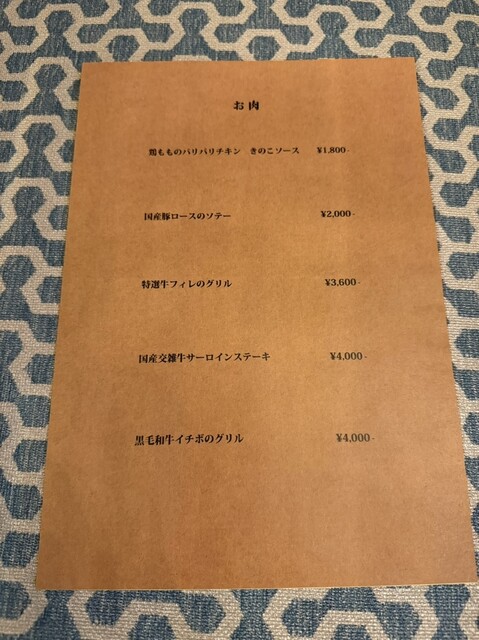 お肉
鶏もものパリパリチキン　きのこソース　¥1,800-
国産豚ロースのソテー　¥2,000-
特選牛フィレのグリル　¥3,600-
国産交雑牛サーロインステーキ　¥4,000-
黒毛和牛イチボのグリル　¥4,000-